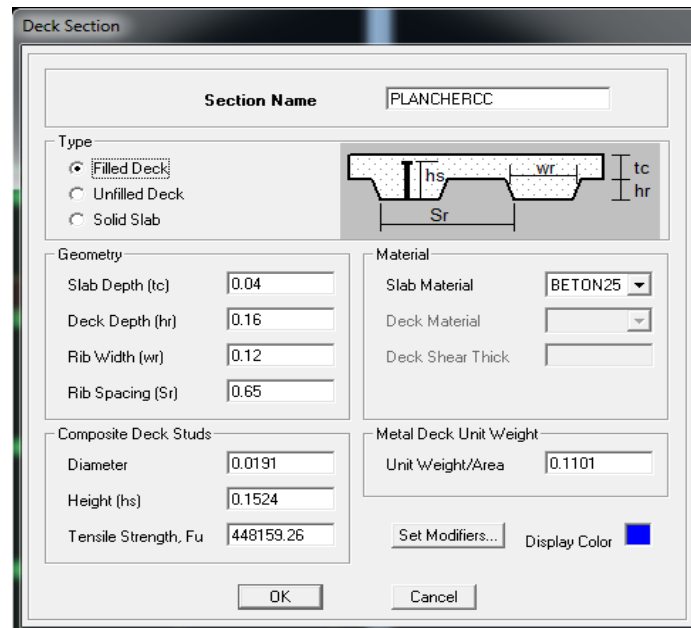 Deck Section
Section Name PLANCHERCC
Type
Filled Deck
Unfilled Deck
Solid Slab
hs wr tc
hr
Sr
Geometry
Slab Depth (tc) 0.04
Deck Depth (hr) 0.16
Rib Width (wr) 0.12
Rib Spacing (Sr) 0.65
Material
Slab Material BETON25
Deck Material
Deck Shear Thick
Composite Deck Studs
Diameter 0.0191
Height (hs) 0.1524
Tensile Strength, Fu 448159.26
Metal Deck Unit Weight
Unit Weight/Area 0.1101
Set Modifiers... Display Color
OK Cancel